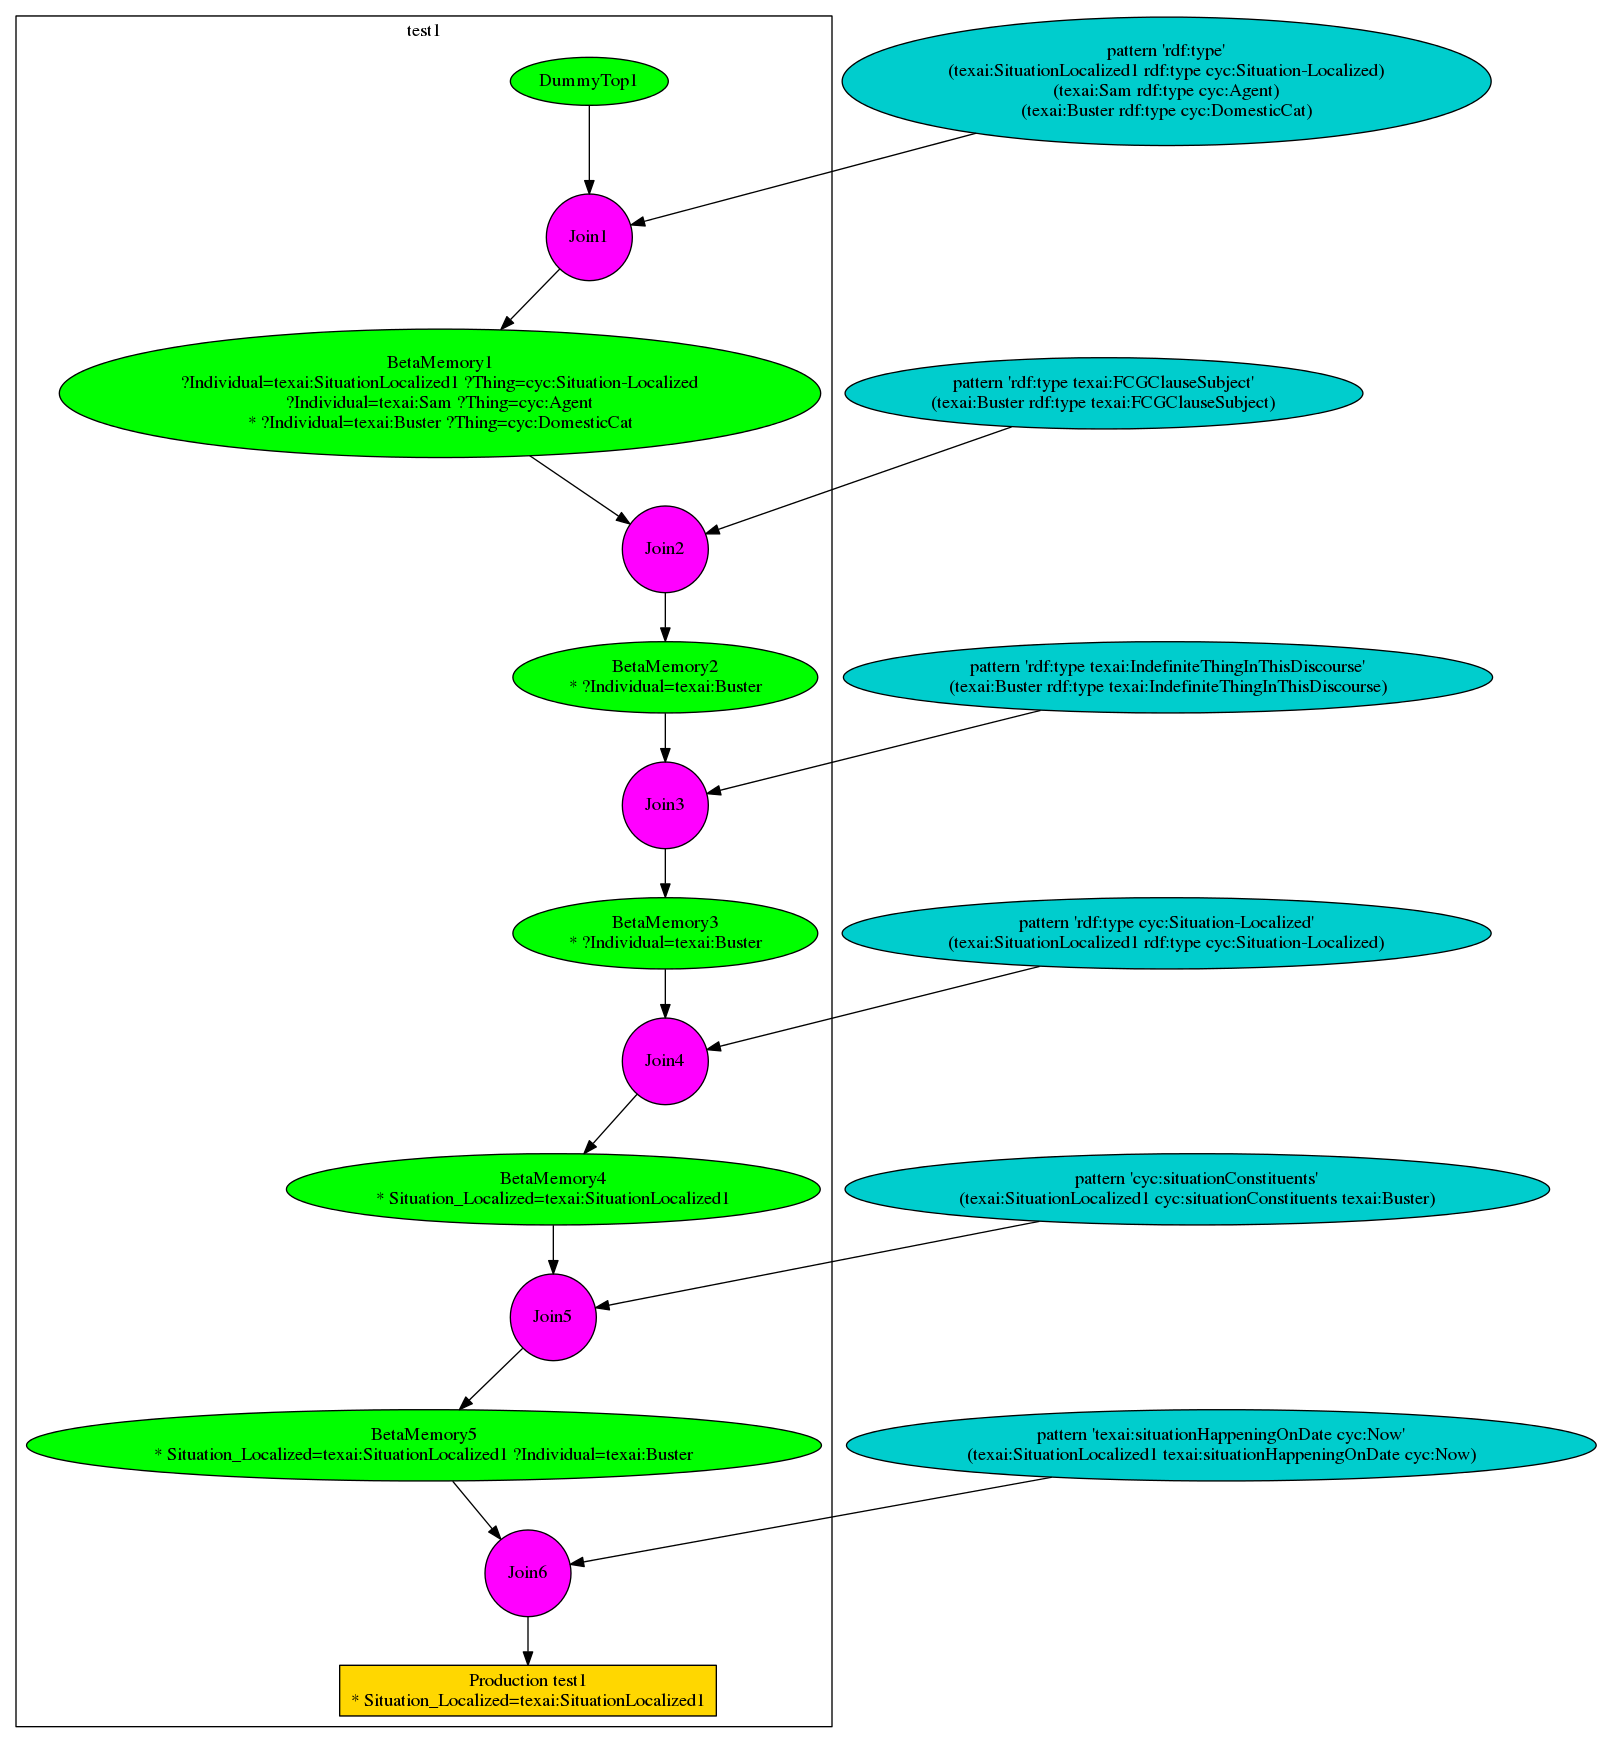 test1
DummyTop1
pattern 'rdf:type'
(texai:SituationLocalized1 rdf:type cyc:Situation-Localized)
(texai:Sam rdf:type cyc:Agent)
(texai:Buster rdf:type cyc:DomesticCat)
Join1
BetaMemory1
?Individual=texai:SituationLocalized1 ?Thing=cyc:Situation-Localized
?Individual=texai:Sam ?Thing=cyc:Agent
* ?Individual=texai:Buster ?Thing=cyc:DomesticCat
pattern 'rdf:type texai:FCGClauseSubject'
(texai:Buster rdf:type texai:FCGClauseSubject)
Join2
BetaMemory2
* ?Individual=texai:Buster
pattern 'rdf:type texai:IndefiniteThingInThisDiscourse'
(texai:Buster rdf:type texai:IndefiniteThingInThisDiscourse)
Join3
BetaMemory3
* ?Individual=texai:Buster
pattern 'rdf:type cyc:Situation-Localized'
(texai:SituationLocalized1 rdf:type cyc:Situation-Localized)
Join4
BetaMemory4
* Situation_Localized=texai:SituationLocalized1
pattern 'cyc:situationConstituents'
(texai:SituationLocalized1 cyc:situationConstituents texai:Buster)
Join5
BetaMemory5
* Situation_Localized=texai:SituationLocalized1 ?Individual=texai:Buster
pattern 'texai:situationHappeningOnDate cyc:Now'
(texai:SituationLocalized1 texai:situationHappeningOnDate cyc:Now)
Join6
Production test1
* Situation_Localized=texai:SituationLocalized1